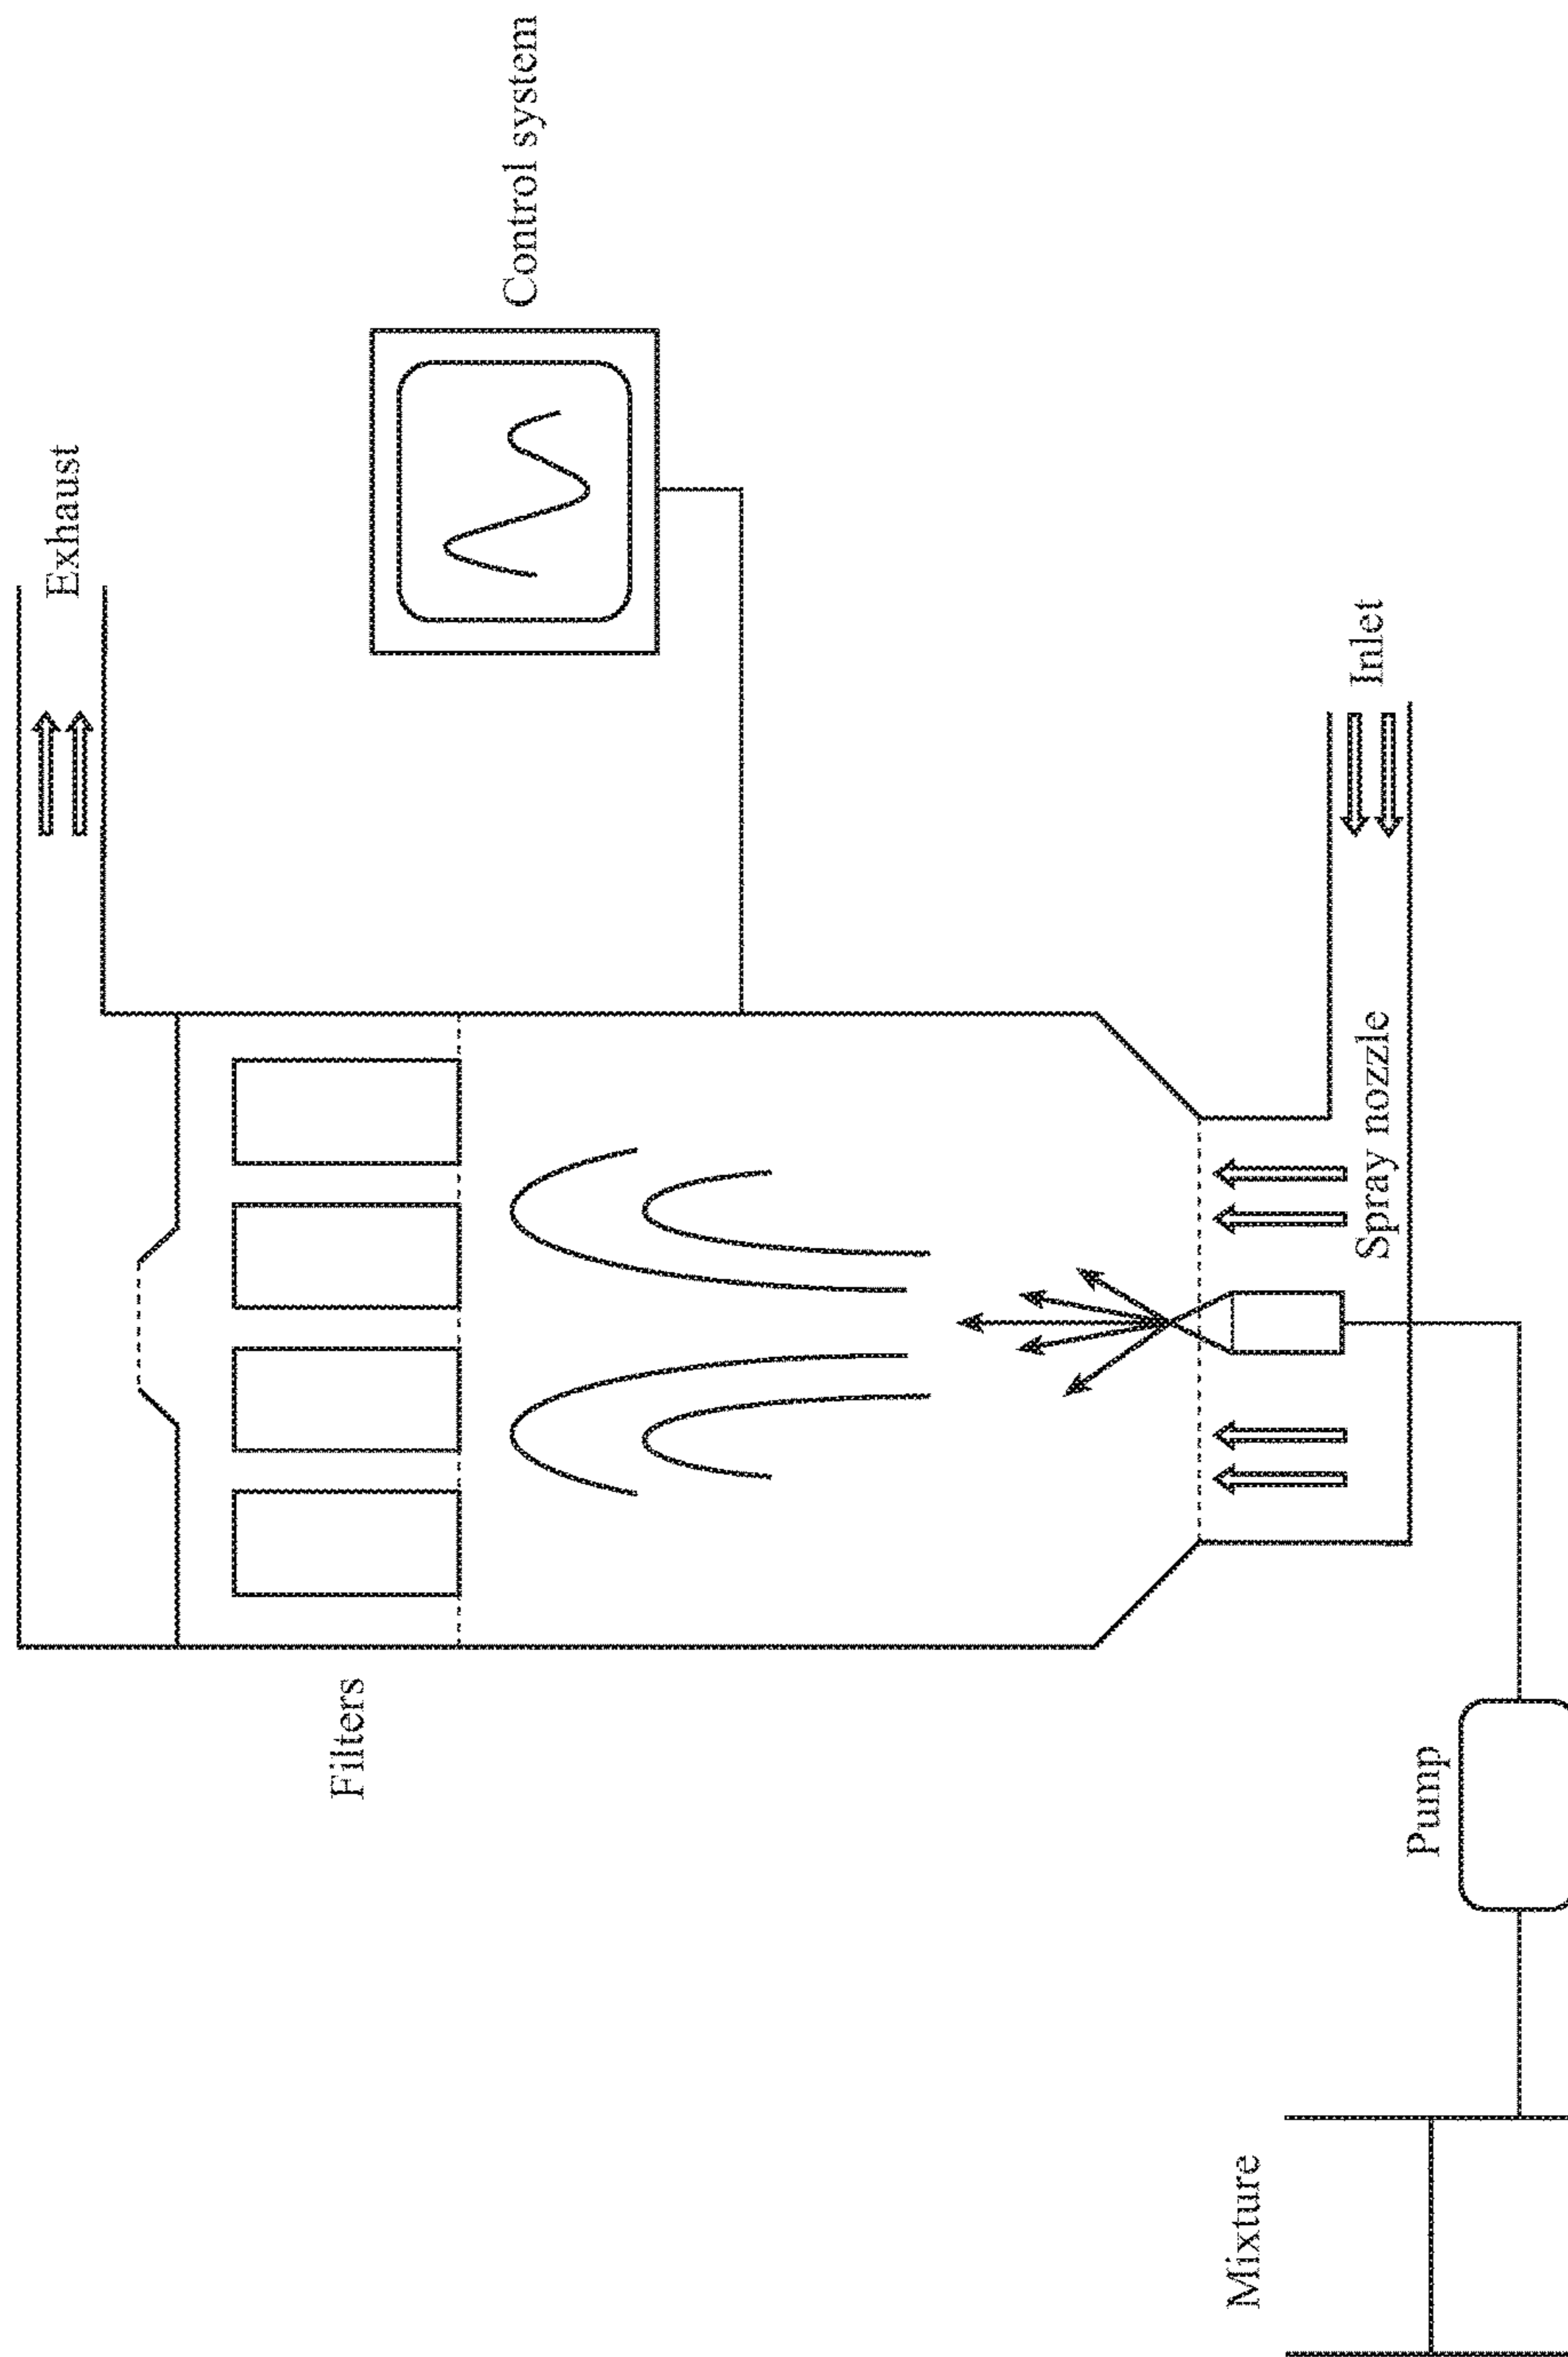 Exhaust
Control system
Filters
Inlet
Spray nozzle
Pump
Mixture